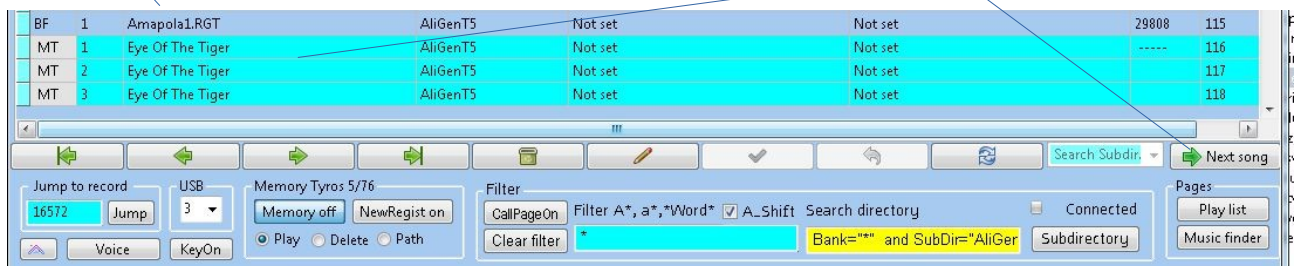 BF 1 Amapola1.RGT AliGenT5 Not set Not set 29808 115
MT 1 Eye Of The Tiger AliGenT5 Not set Not set ----- 116
MT 2 Eye Of The Tiger AliGenT5 Not set Not set 117
MT 3 Eye Of The Tiger AliGenT5 Not set Not set 118
Search Subdir. Next song
Jump to record USB Memory Tyros 5/76 Filter Pages
16572 Jump 3 Memory off NewRegist on CallPageOn Filter A*, a*,*Word* A_Shift Search directory Connected Play list
Voice KeyOn Play Delete Path Clear filter * Bank="*" and SubDir="AliGer Subdirectory Music finder